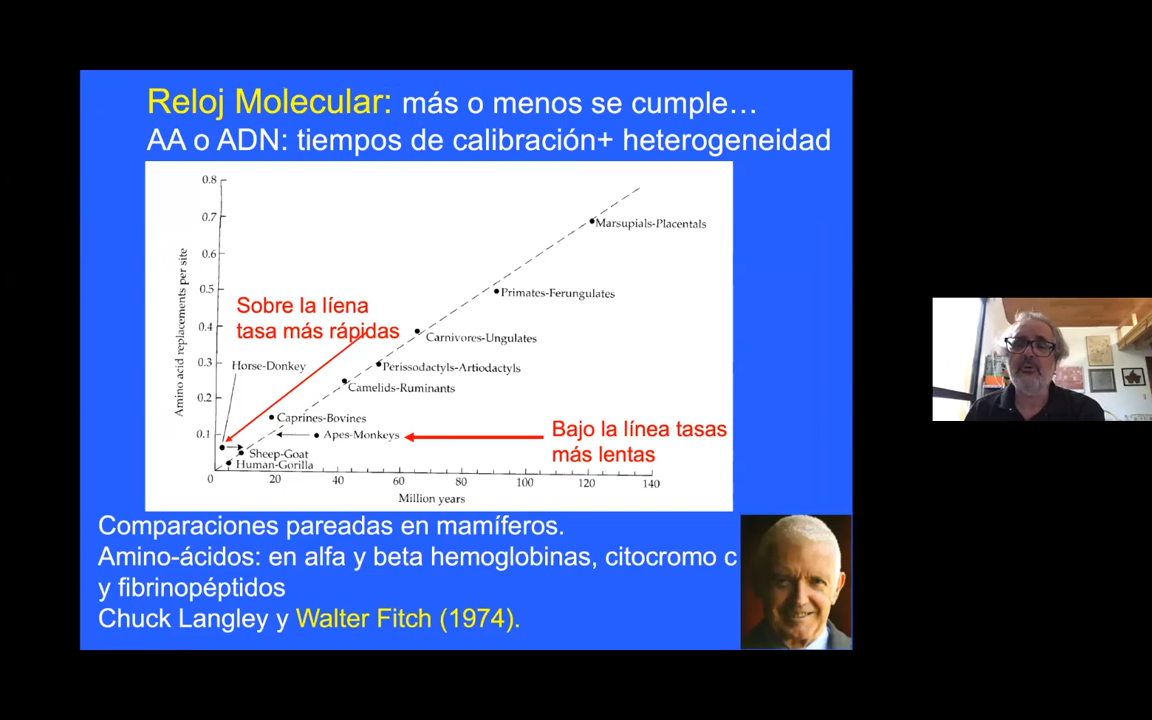 Reloj Molecular: más o menos se cumple…
AA o ADN: tiempos de calibración+ heterogeneidad
0.8
0.7
0.6
0.5
0.4
0.3
0.2
0.1
Amino acid replacements per site
Marsupials-Placentals
Primates-Ferungulates
Sobre la líena
tasa más rápidas
Carnivores-Ungulates
Horse-Donkey
Perissodactyls-Artiodactyls
Camelids-Ruminants
Caprines-Bovines
Apes-Monkeys
Bajo la línea tasas
más lentas
Sheep-Goat
Human-Gorilla
0 20 40 60 80 100 120 140
Million years
Comparaciones pareadas en mamíferos.
Amino-ácidos: en alfa y beta hemoglobinas, citocromo c
y fibrinopéptidos
Chuck Langley y Walter Fitch (1974).